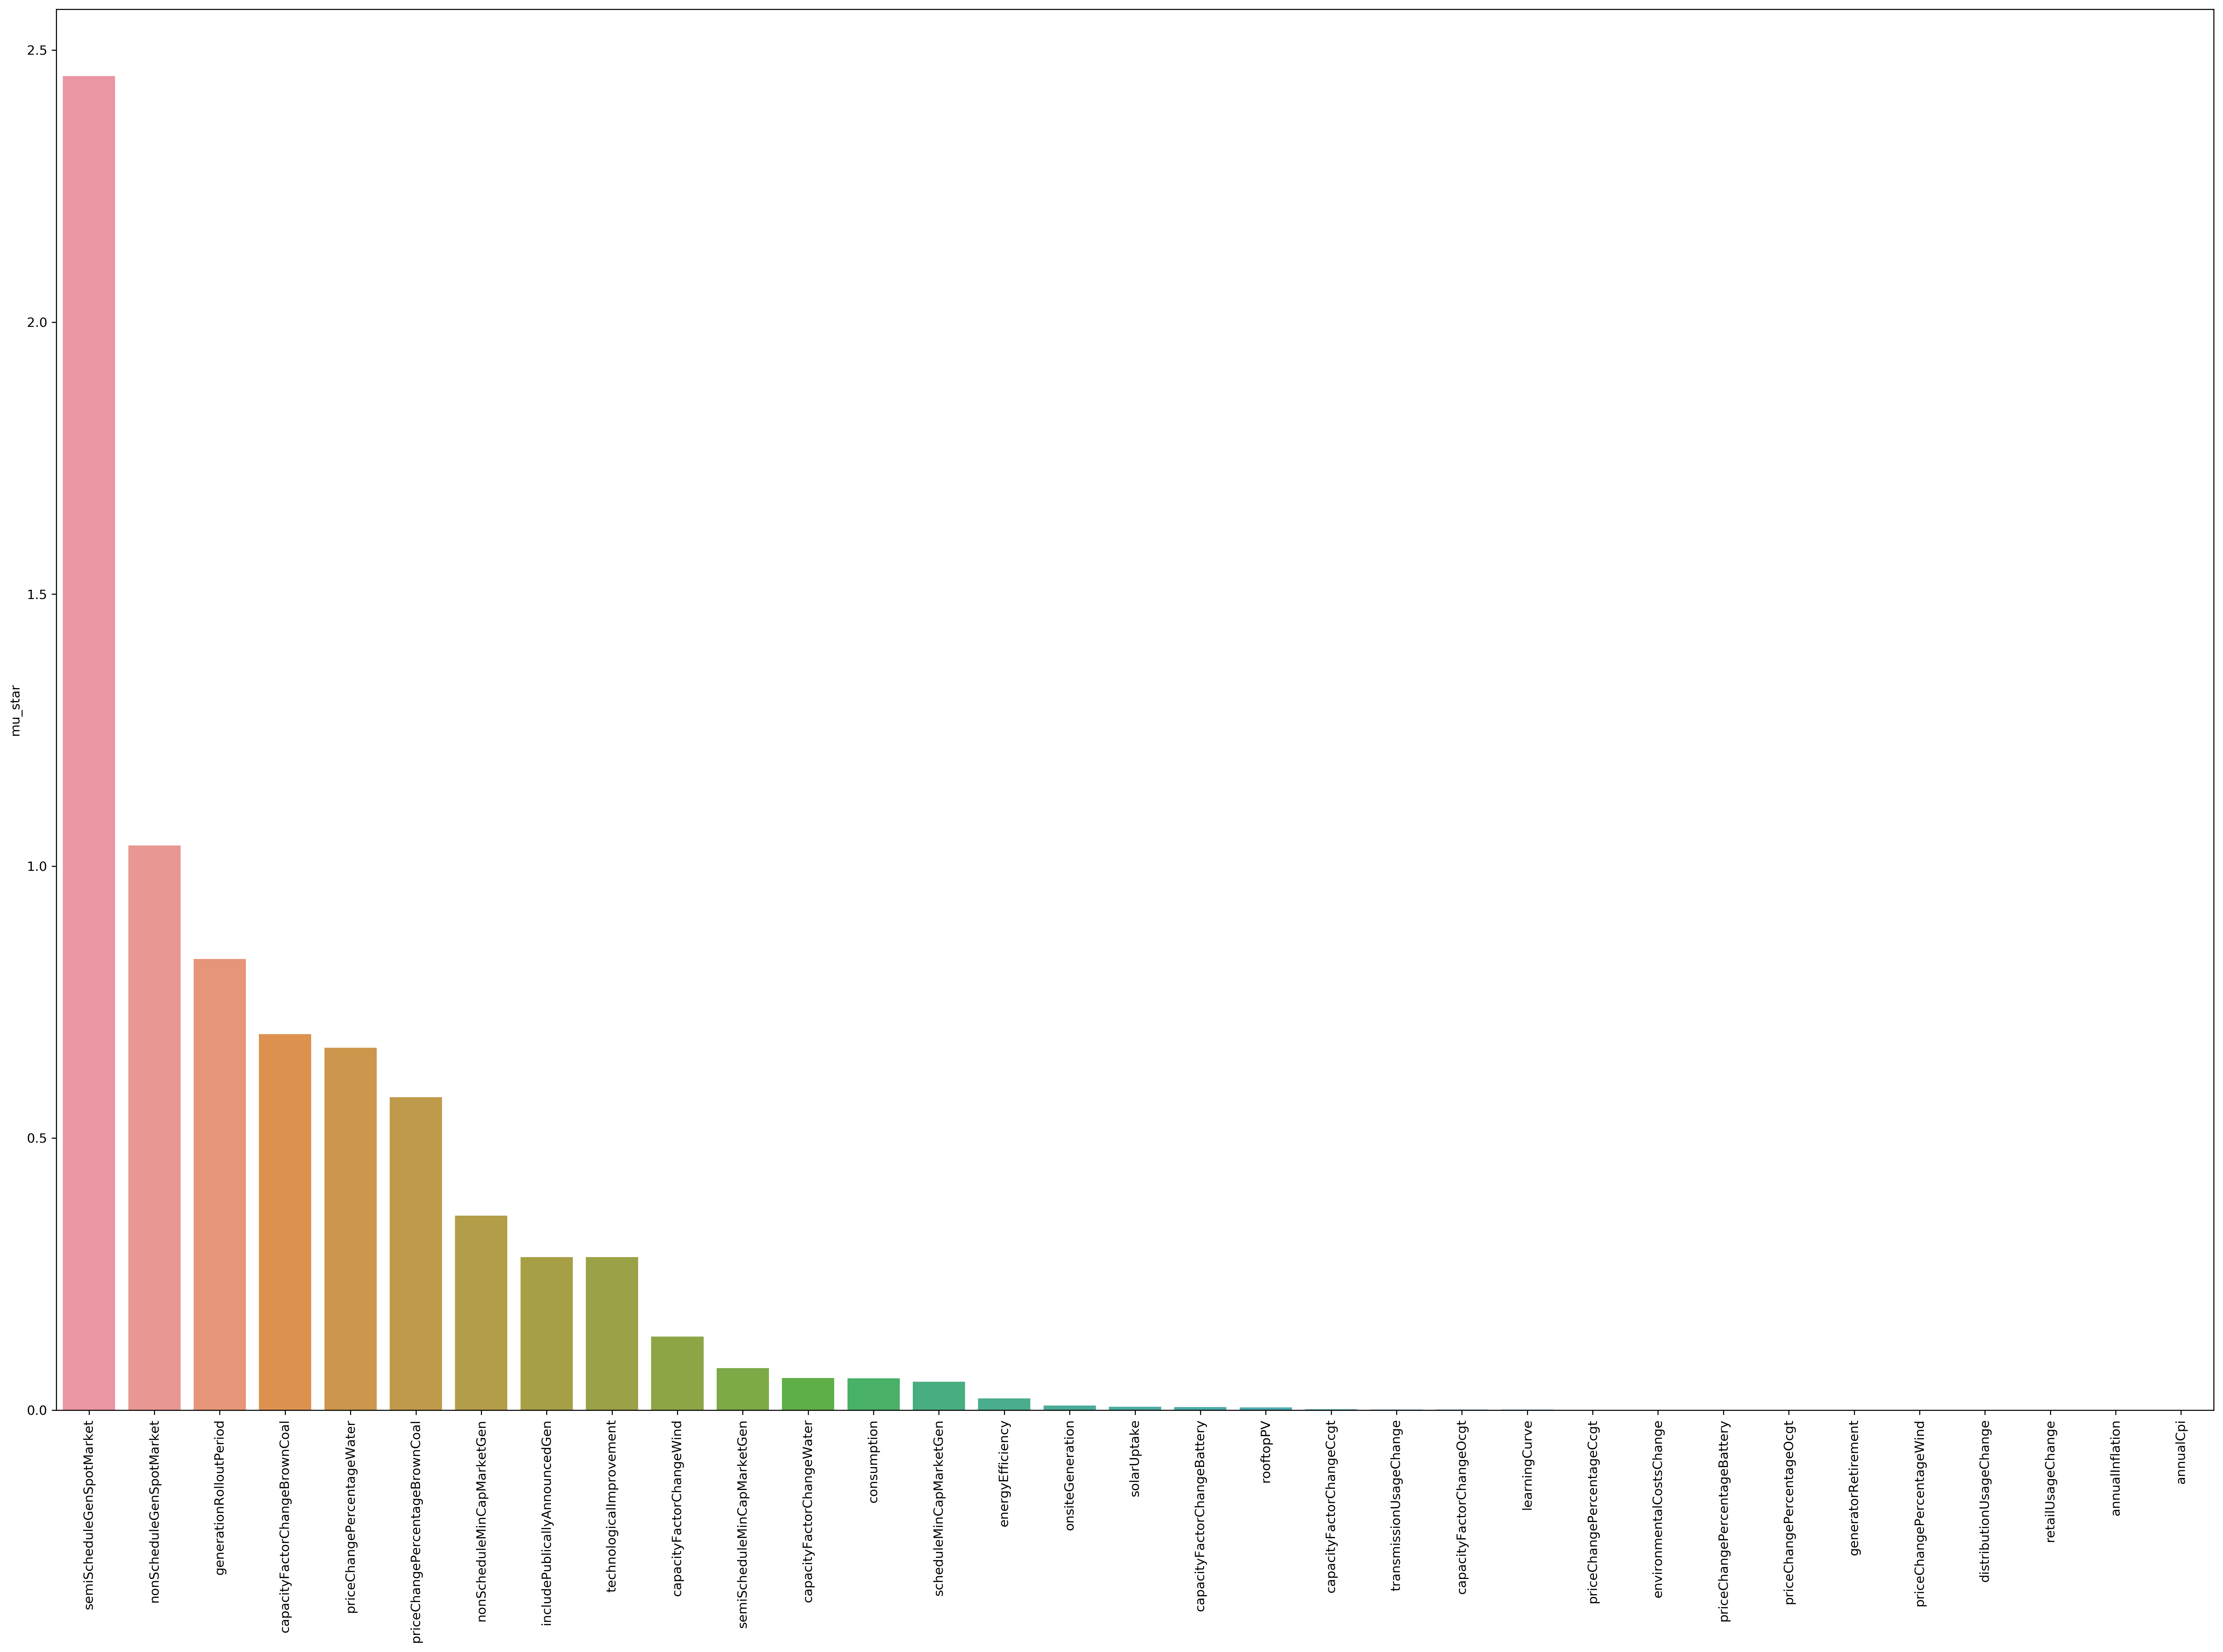 2.5
2.0
1.5
1.0
0.5
0.0
mu_star
semiScheduleGenSpotMarket
nonScheduleGenSpotMarket
generationRolloutPeriod
capacityFactorChangeBrownCoal
priceChangePercentageWater
priceChangePercentageBrownCoal
nonScheduleMinCapMarketGen
includePublicallyAnnouncedGen
technologicalImprovement
capacityFactorChangeWind
semiScheduleMinCapMarketGen
capacityFactorChangeWater
consumption
scheduleMinCapMarketGen
energyEfficiency
onsiteGeneration
solarUptake
capacityFactorChangeBattery
rooftopPV
capacityFactorChangeCcgt
transmissionUsageChange
capacityFactorChangeOcgt
learningCurve
priceChangePercentageCcgt
environmentalCostsChange
priceChangePercentageBattery
priceChangePercentageOcgt
generatorRetirement
priceChangePercentageWind
distributionUsageChange
retailUsageChange
annualInflation
annualCpi